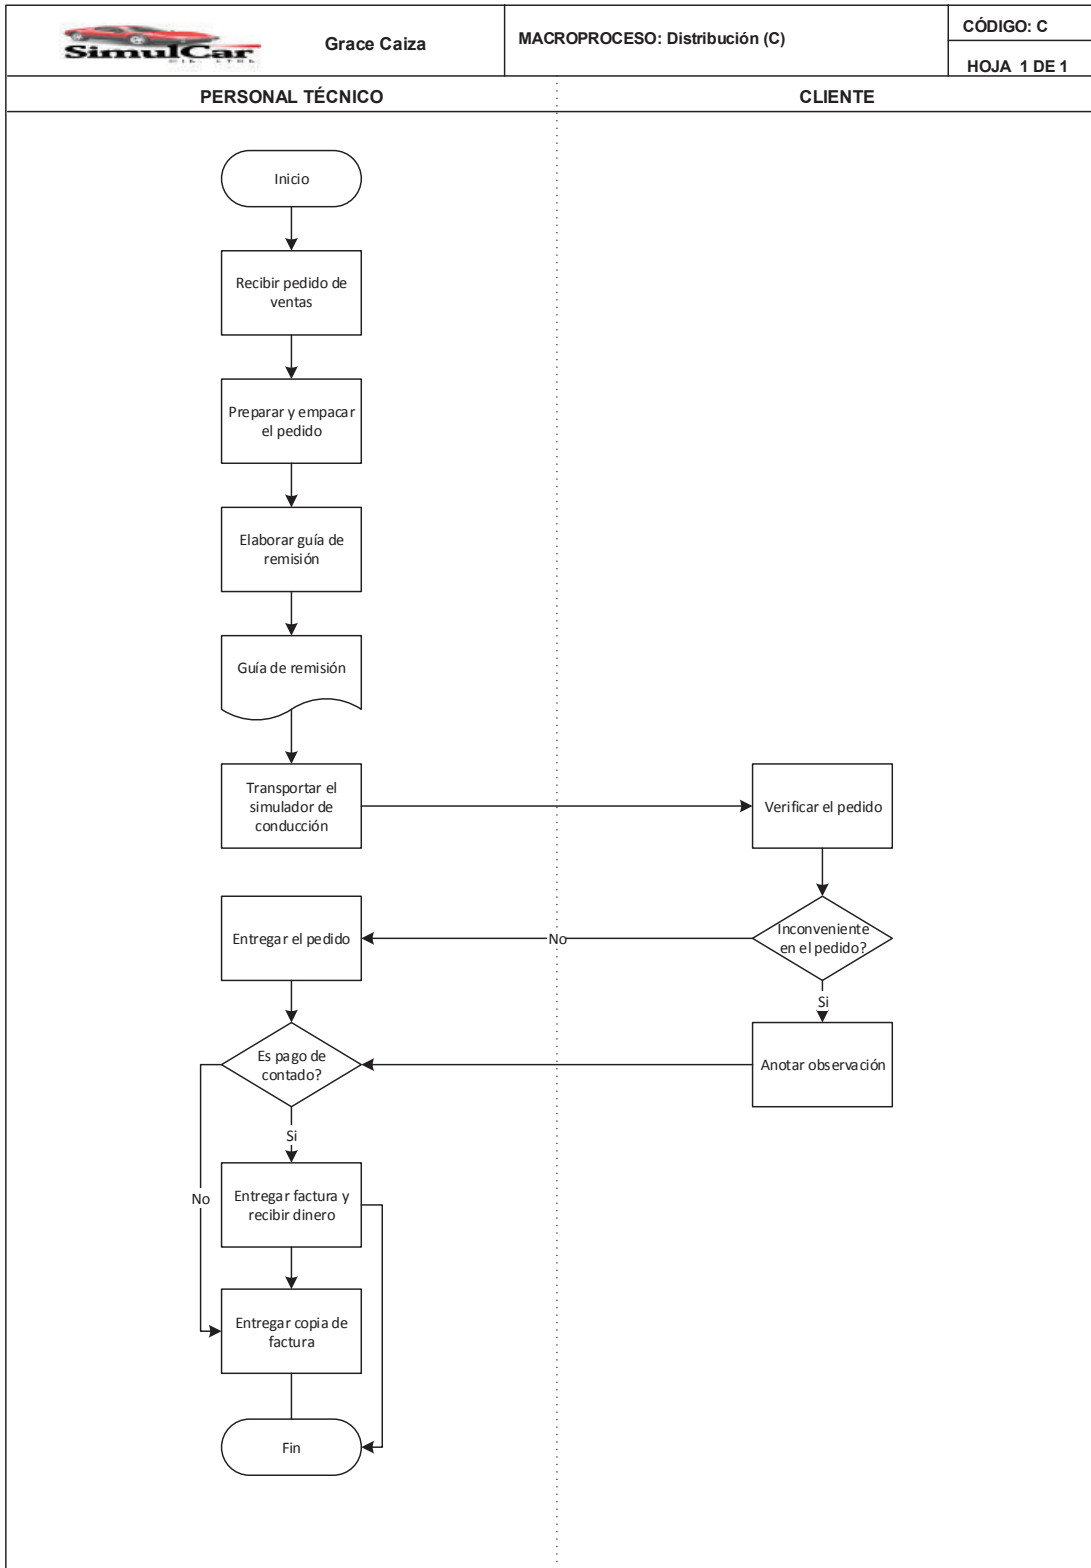 SimulCar
Grace Caiza
MACROPROCESO: Distribución (C)
CÓDIGO: C
HOJA 1 DE 1
PERSONAL TÉCNICO
CLIENTE
Inicio
Recibir pedido de
ventas
Preparar y empacar
el pedido
Elaborar guía de
remisión
Guía de remisión
Transportar el
simulador de
conducción
Verificar el pedido
Inconveniente
en el pedido?
No
Entregar el pedido
Si
Anotar observación
Es pago de
contado?
Si
No
Entregar factura y
recibir dinero
Entregar copia de
factura
Fin